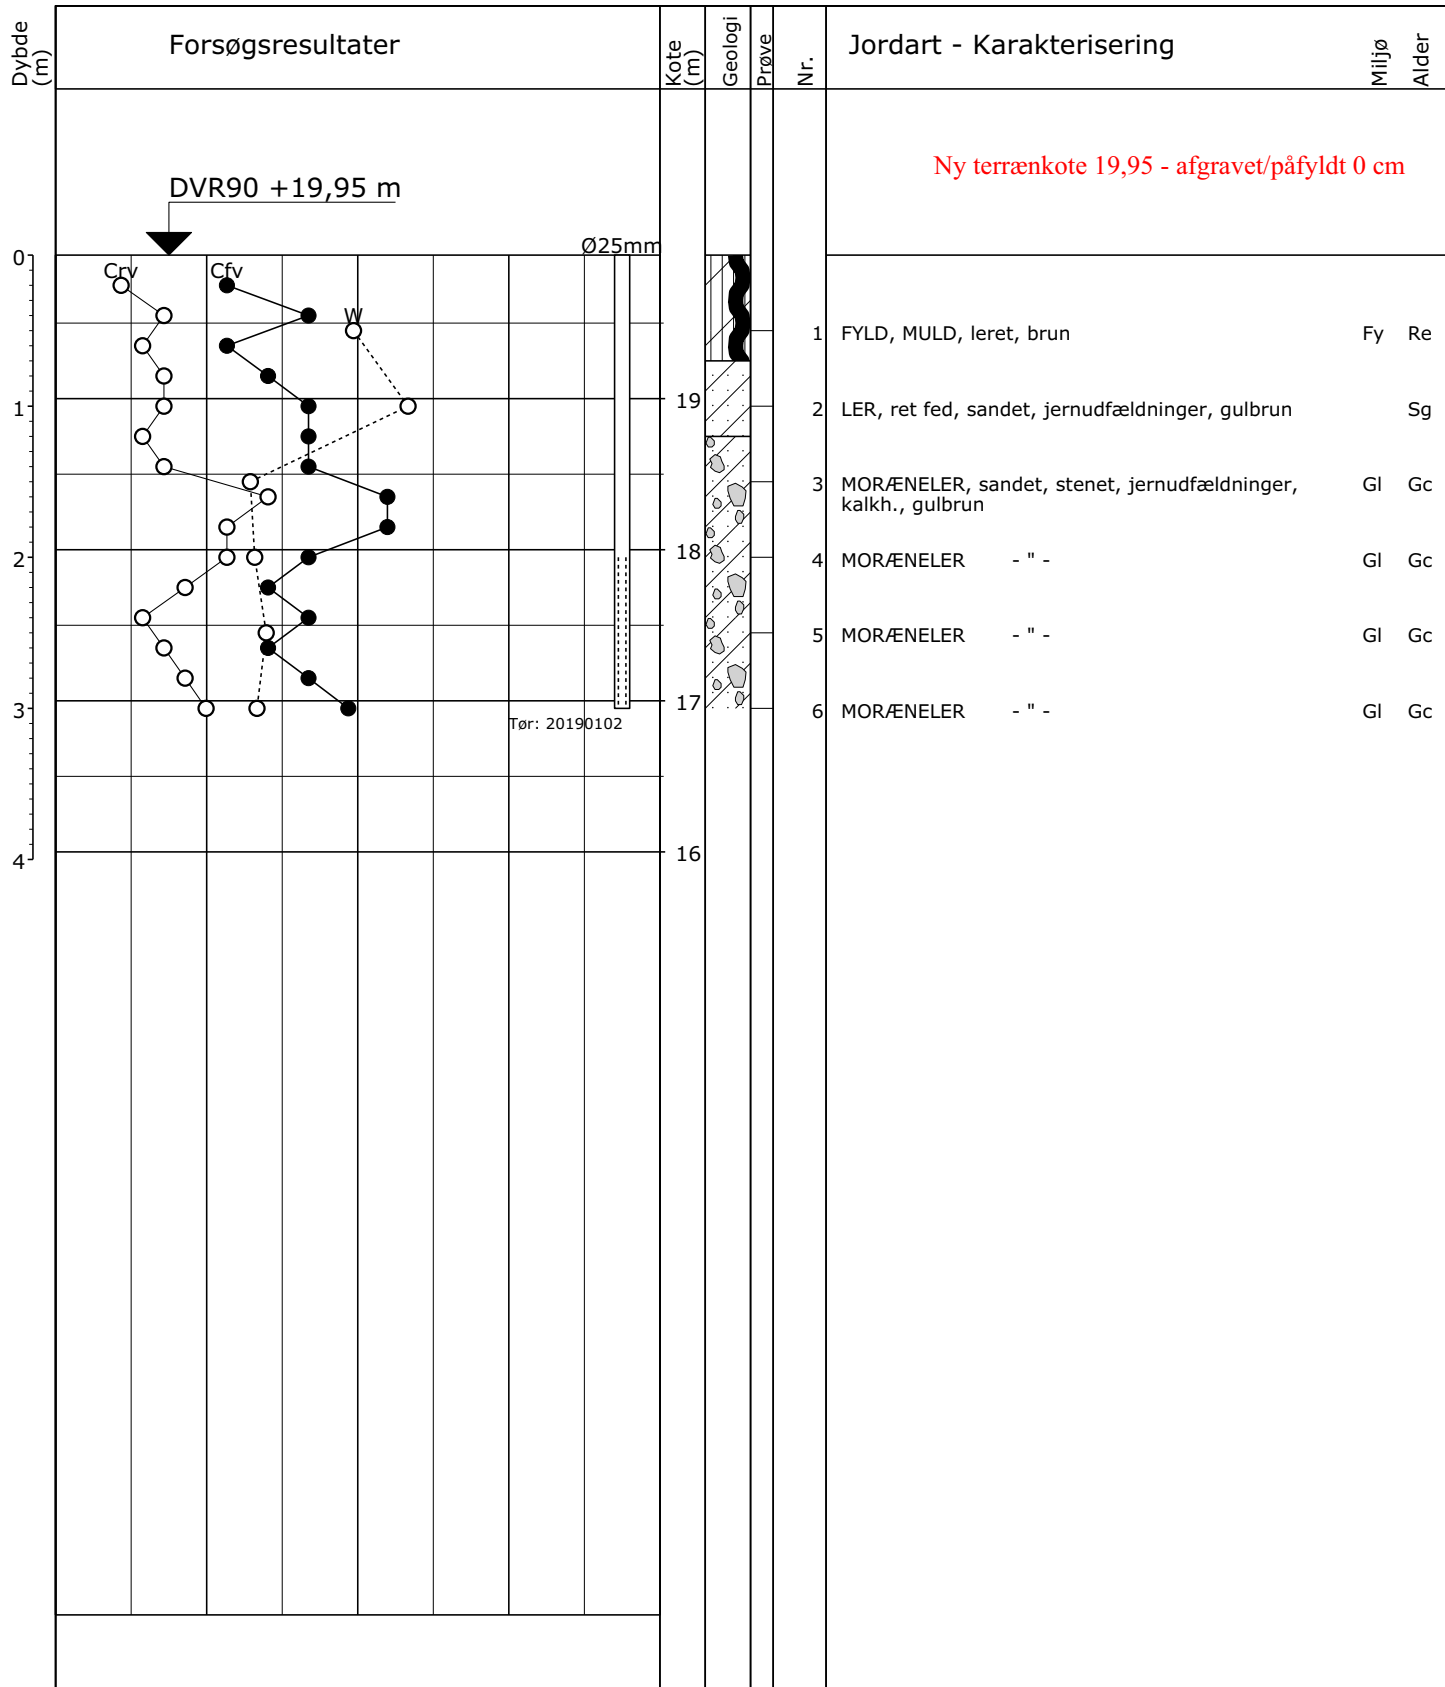 Dybde (m)
Forsøgsresultater
Kote (m)
Geologi
Prøve
Nr.
Jordart - Karakterisering
Miljø
Alder
Ny terrænkote 19,95 - afgravet/påfyldt 0 cm
DVR90 +19,95 m
Ø25mm
0
Crv
Cfv
W
1 FYLD, MULD, leret, brun Fy Re
19
1
2 LER, ret fed, sandet, jernudfældninger, gulbrun Sg
3 MORÆNELER, sandet, stenet, jernudfældninger, Gl Gc
kalkh., gulbrun
18
2
4 MORÆNELER - " - Gl Gc
5 MORÆNELER - " - Gl Gc
17
3
6 MORÆNELER - " - Gl Gc
Tør: 20190102
16
4